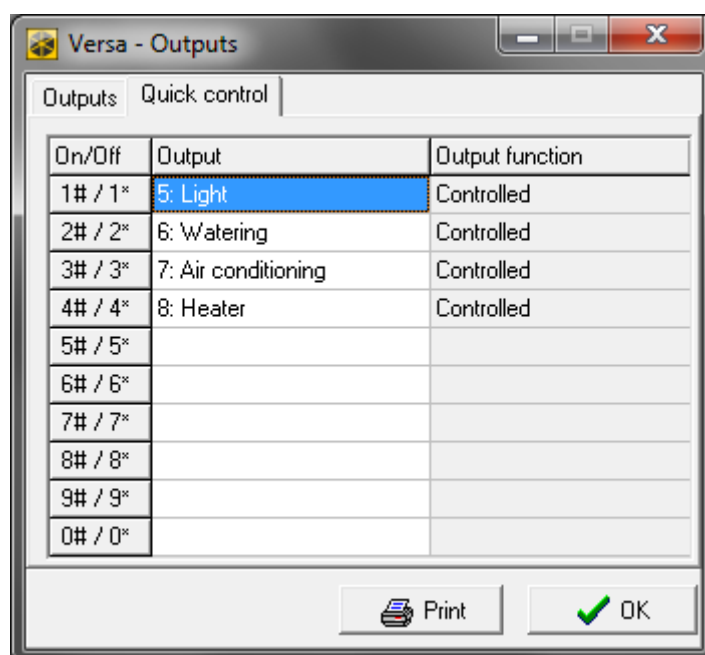 Versa - Outputs
Outputs Quick control
On/Off Output Output function
1# / 1* 5: Light Controlled
2# / 2* 6: Watering Controlled
3# / 3* 7: Air conditioning Controlled
4# / 4* 8: Heater Controlled
5# / 5*
6# / 6*
7# / 7*
8# / 8*
9# / 9*
0# / 0*
Print OK